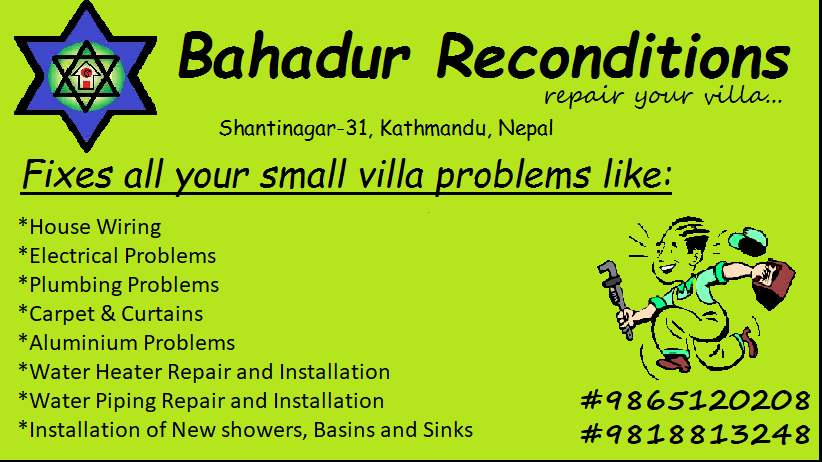 Bahadur Reconditions
repair your villa...
Shantinagar-31, Kathmandu, Nepal
Fixes all your small villa problems like:
*House Wiring
*Electrical Problems
*Plumbing Problems
*Carpet & Curtains
*Aluminium Problems
*Water Heater Repair and Installation
*Water Piping Repair and Installation
*Installation of New showers, Basins and Sinks
#9865120208
#9818813248